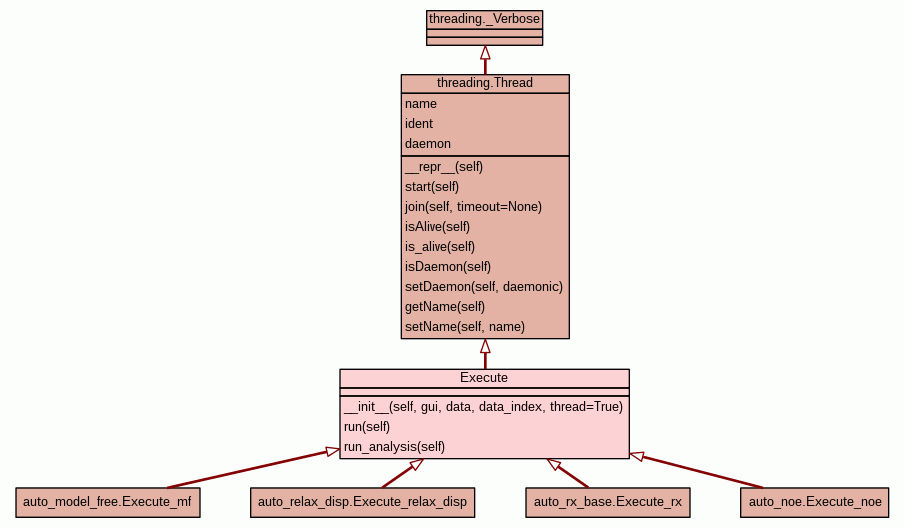 threading._Verbose
threading.Thread
name
ident
daemon
__repr__(self)
start(self)
join(self, timeout=None)
isAlive(self)
is_alive(self)
isDaemon(self)
setDaemon(self, daemonic)
getName(self)
setName(self, name)
Execute
__init__(self, gui, data, data_index, thread=True)
run(self)
run_analysis(self)
auto_model_free.Execute_mf
auto_relax_disp.Execute_relax_disp
auto_rx_base.Execute_rx
auto_noe.Execute_noe